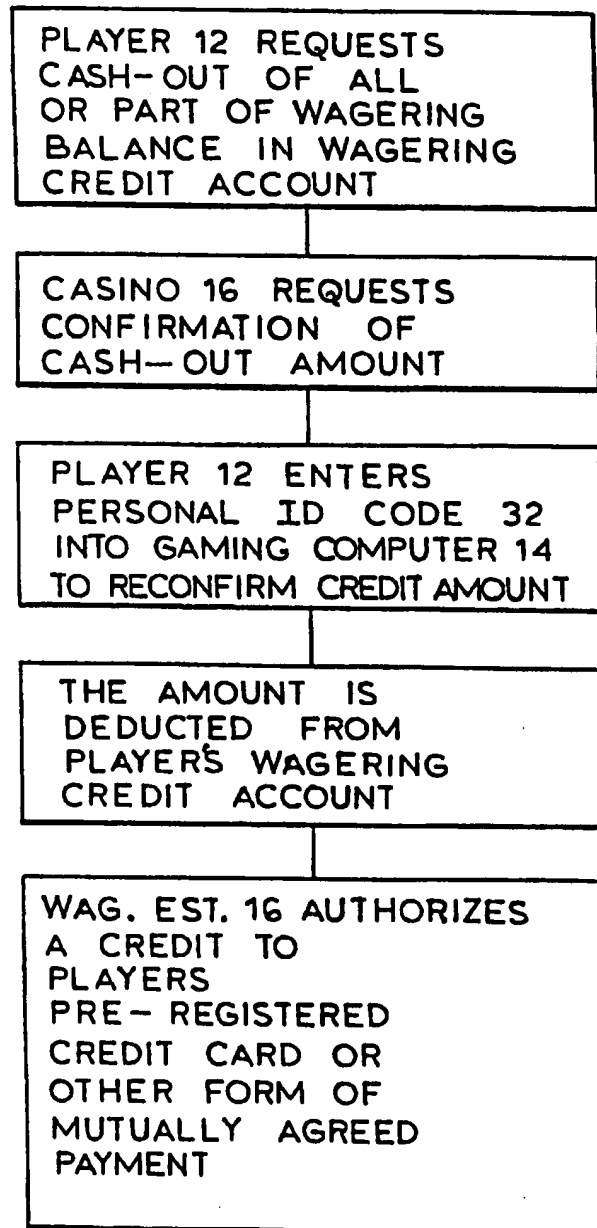 PLAYER 12 REQUESTS
CASH-OUT OF ALL
OR PART OF WAGERING
BALANCE IN WAGERING
CREDIT ACCOUNT
CASINO 16 REQUESTS
CONFIRMATION OF
CASH-OUT AMOUNT
PLAYER 12 ENTERS
PERSONAL ID CODE 32
INTO GAMING COMPUTER 14
TO RECONFIRM CREDIT AMOUNT
THE AMOUNT IS
DEDUCTED FROM
PLAYER'S WAGERING
CREDIT ACCOUNT
WAG. EST. 16 AUTHORIZES
A CREDIT TO
PLAYERS
PRE-REGISTERED
CREDIT CARD OR
OTHER FORM OF
MUTUALLY AGREED
PAYMENT